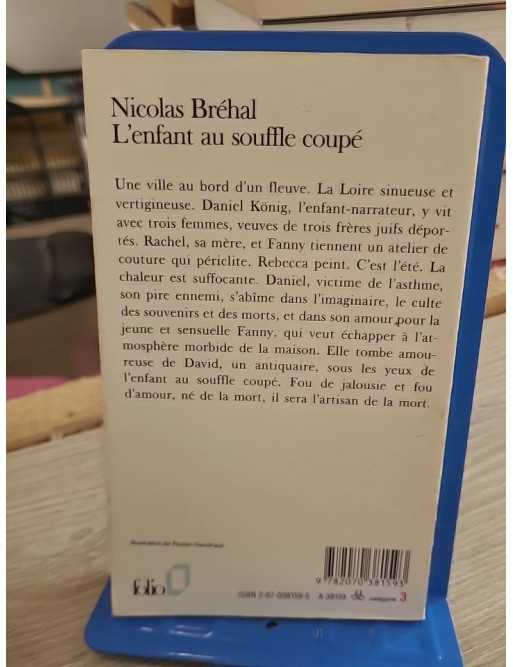 Nicolas Bréhal
L'enfant au souffle coupé
Une ville au bord d'un fleuve. La Loire sinueuse et
vertigineuse. Daniel König, l'enfant-narrateur, y vit
avec trois femmes, veuves de trois frères juifs dépor-
tés. Rachel, sa mère, et Fanny tiennent un atelier de
couture qui périclite. Rebecca peint. C'est l'été. La
chaleur est suffocante. Daniel, victime de l'asthme,
son pire ennemi, s'abîme dans l'imaginaire, le culte
des souvenirs et des morts, et dans son amour pour la
jeune et sensuelle Fanny, qui veut échapper à l'at-
mosphère morbide de la maison. Elle tombe amou-
reuse de David, un antiquaire, sous les yeux de
l'enfant au souffle coupé. Fou de jalousie et fou
d'amour, né de la mort, il sera l'artisan de la mort.
Illustration de
folio
9 782070 381593
ISBN 2-07-038159-5 A 38159 catégorie 3